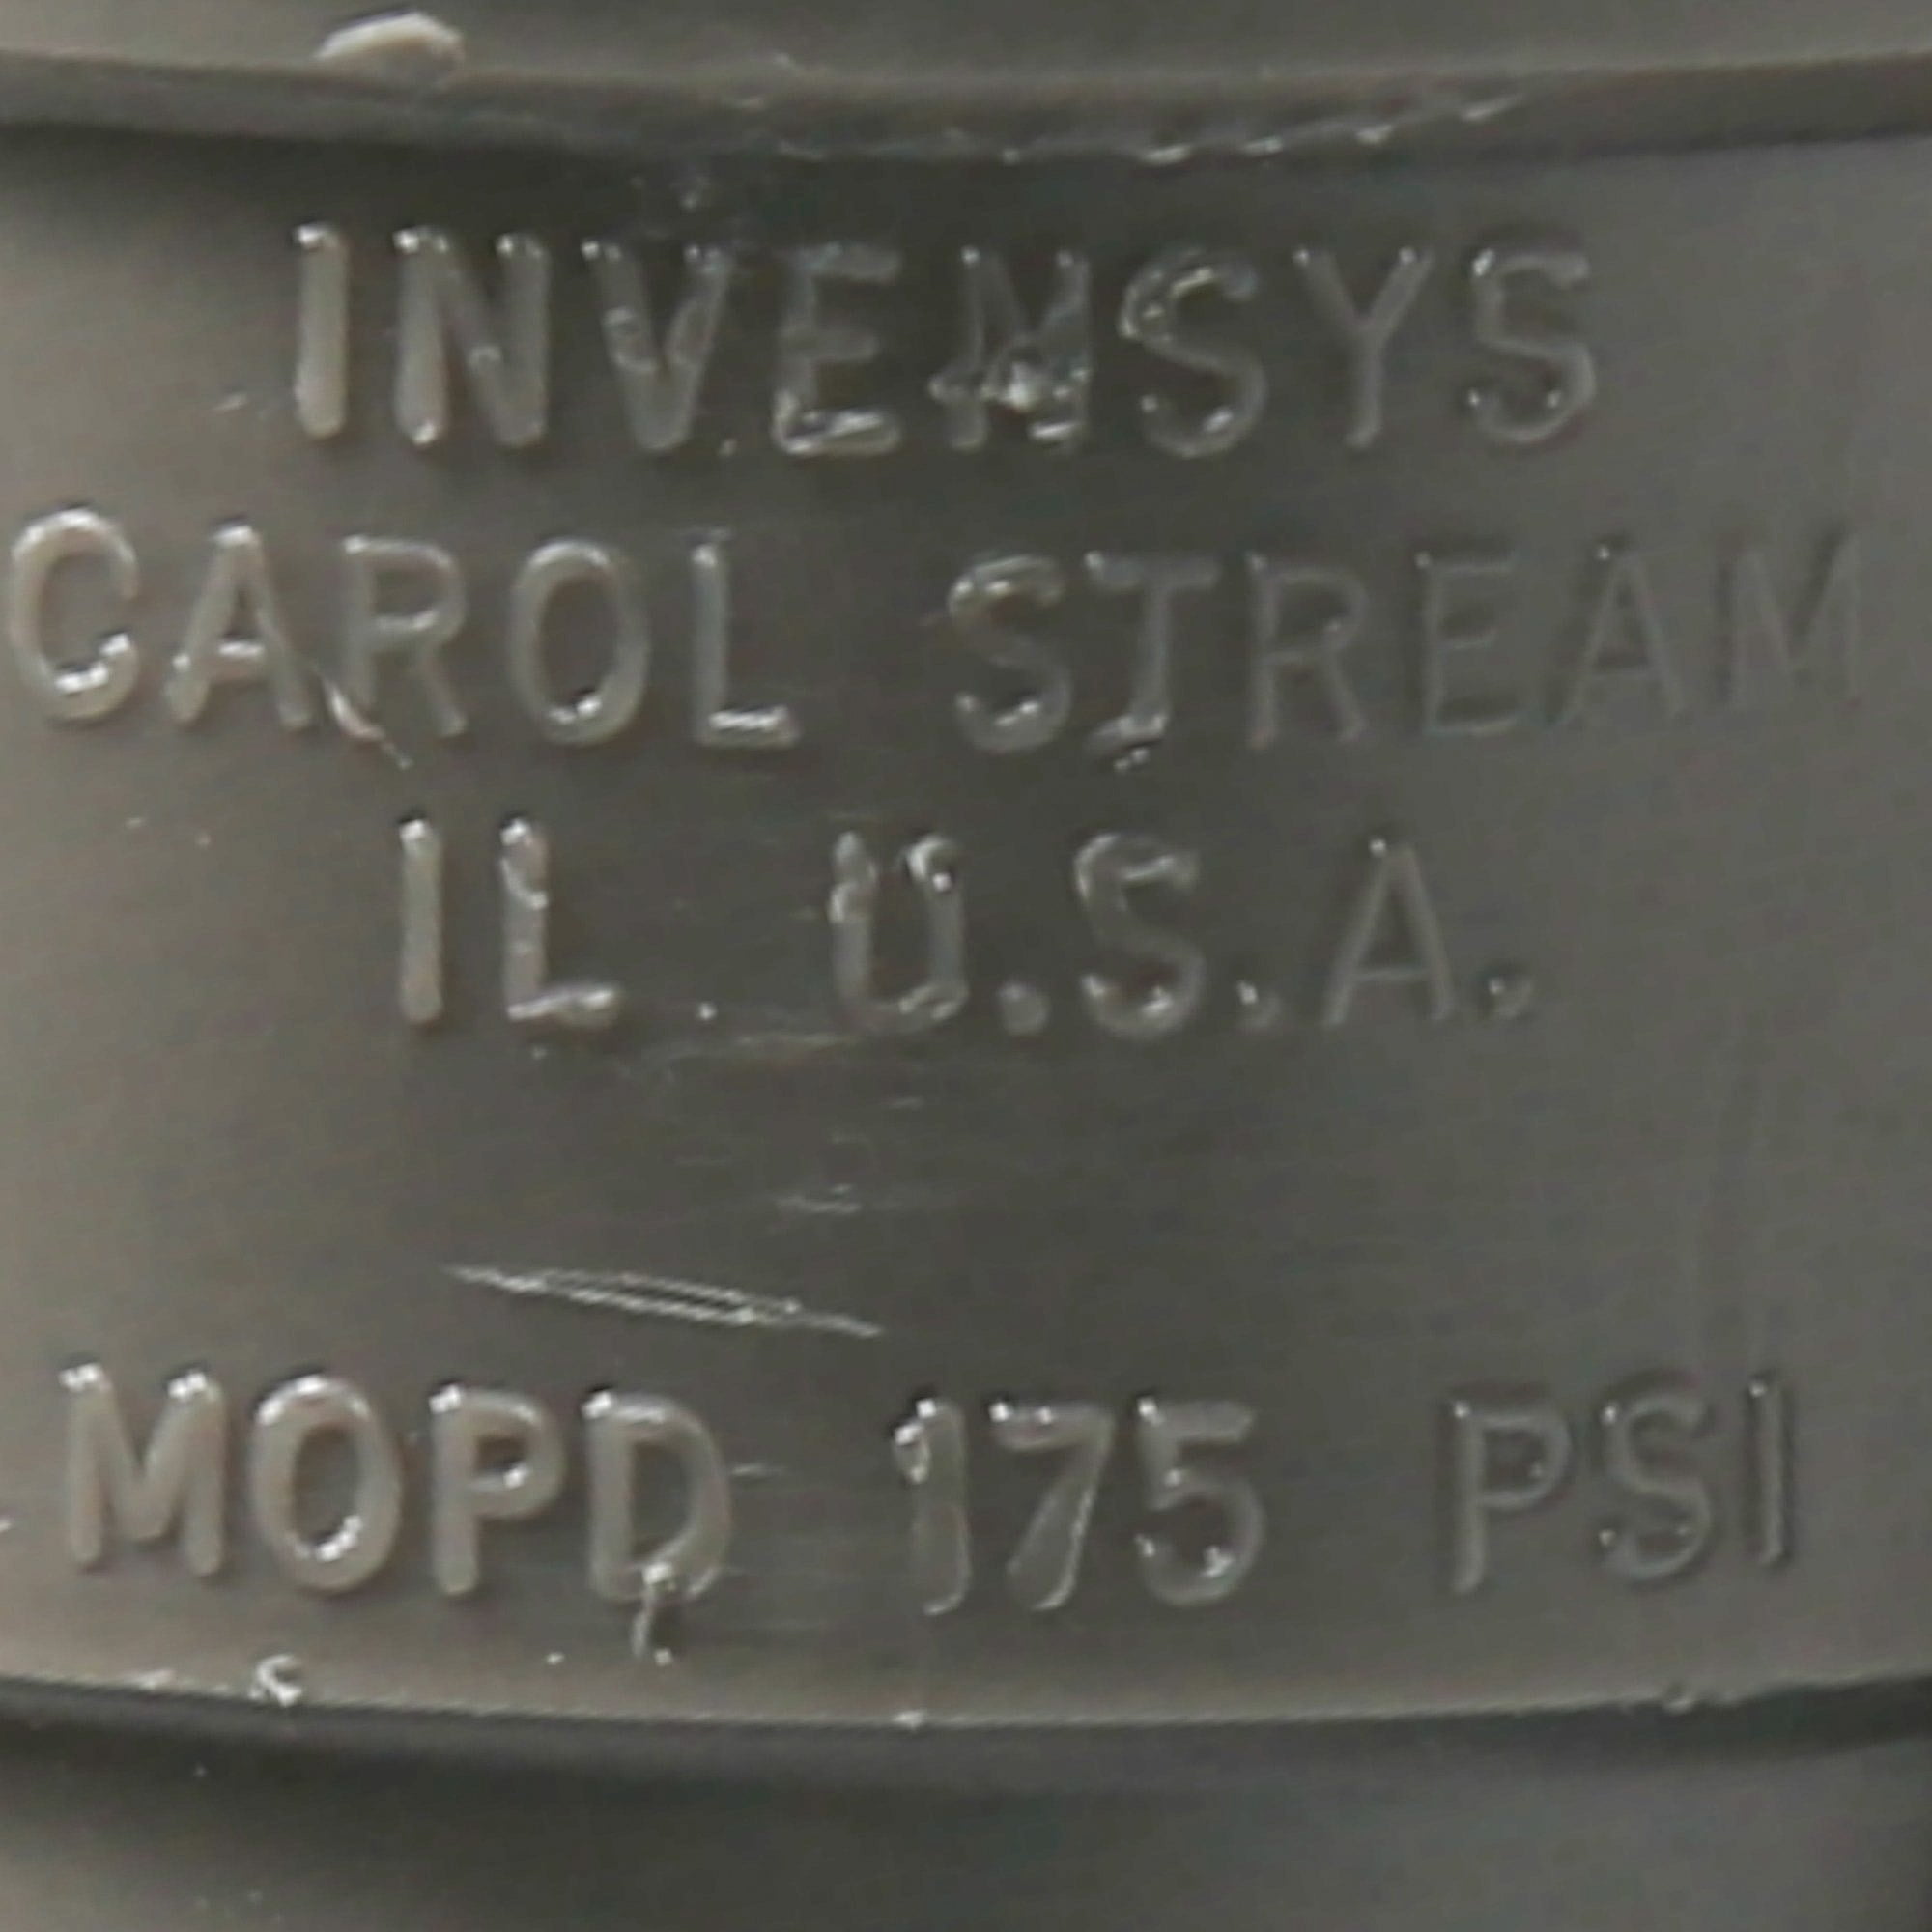 INVENSYS
CAROL STREAM
IL. U.S.A.
MOPD 175 PSI